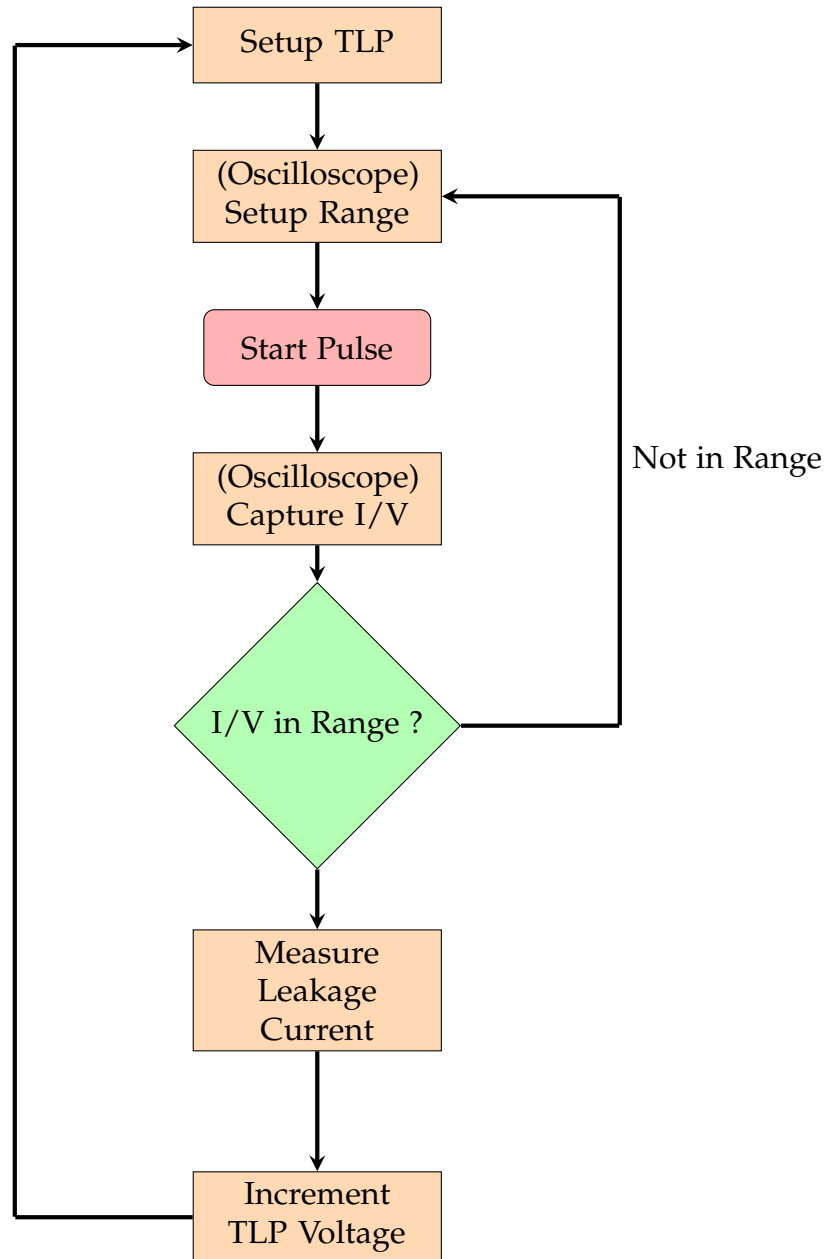 Setup TLP
(Oscilloscope)
Setup Range
Start Pulse
(Oscilloscope)
Capture I/V
Not in Range
I/V in Range ?
Measure
Leakage
Current
Increment
TLP Voltage